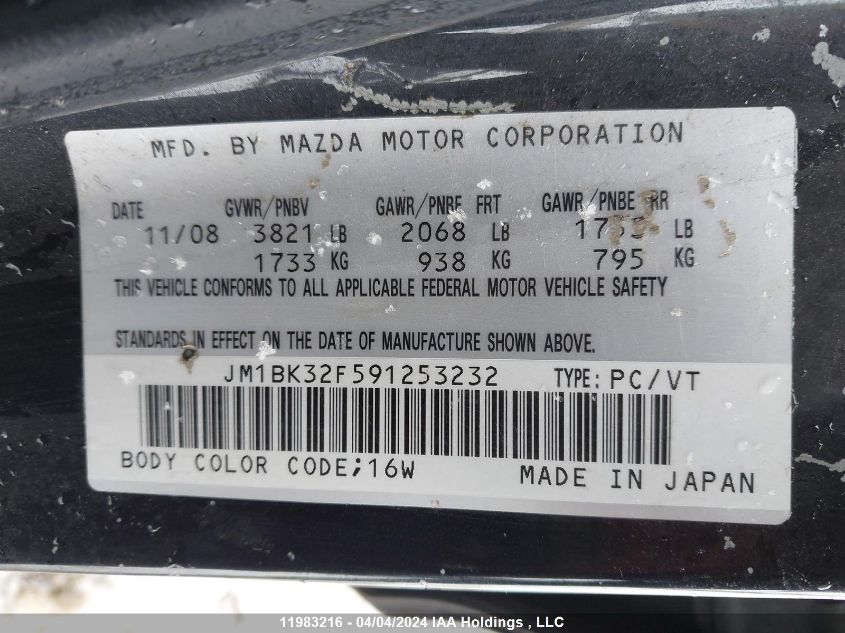 MFD. BY MAZDA MOTOR CORPORATION
DATE GVWR/PNBV GAWR/PNBE FRT GAWR/PNBE RR
11/08 3821 LB 2068 LB LB
1733 KG 938 KG 795 KG
THIS VEHICLE CONFORMS TO ALL APPLICABLE FEDERAL MOTOR VEHICLE SAFETY
STANDARDS IN EFFECT ON THE DATE OF MANUFACTURE SHOWN ABOVE.
JM1BK32F591253232 TYPE: PC/VT
BODY COLOR CODE;16W MADE IN JAPAN
11983216 - 04/04/2024 IAA Holdings , LLC